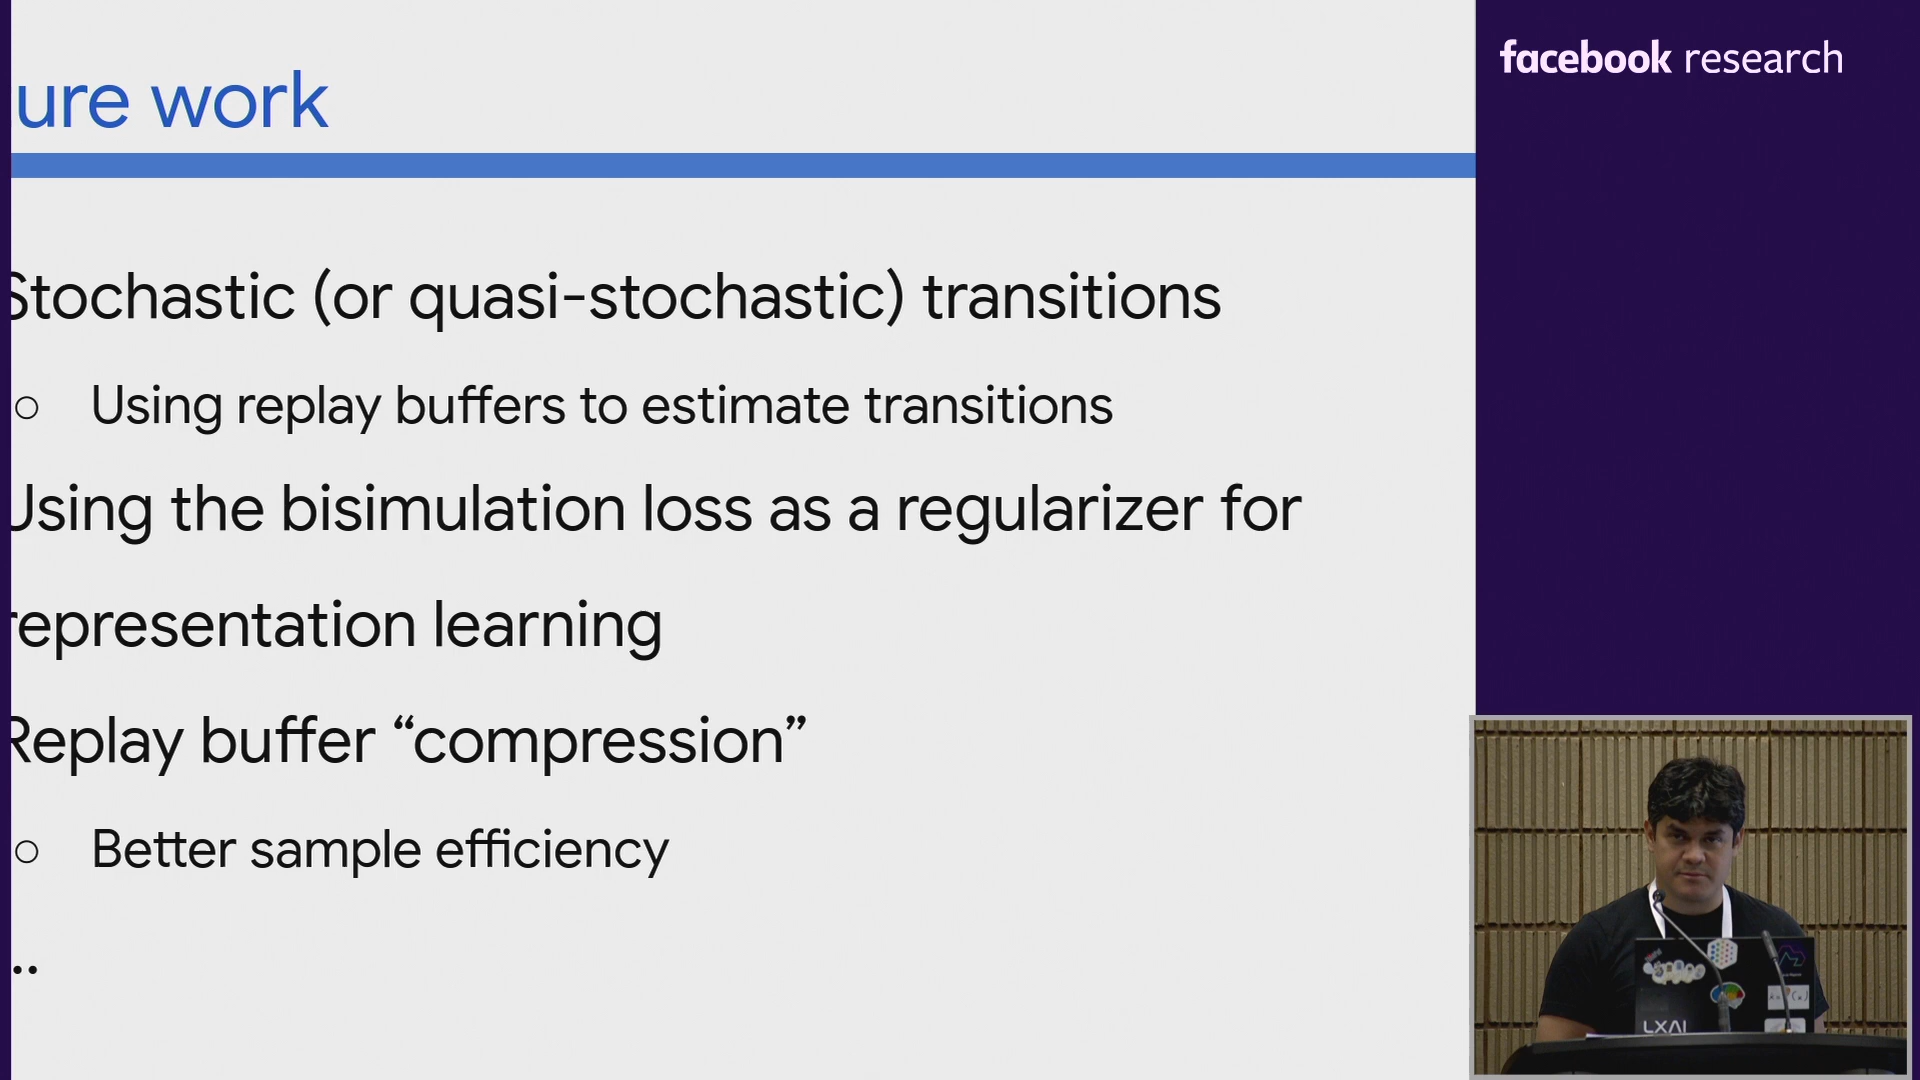 ure work
facebook research
Stochastic (or quasi-stochastic) transitions
○ Using replay buffers to estimate transitions
Using the bisimulation loss as a regularizer for
representation learning
Replay buffer “compression”
○ Better sample efficiency
..
LXAI